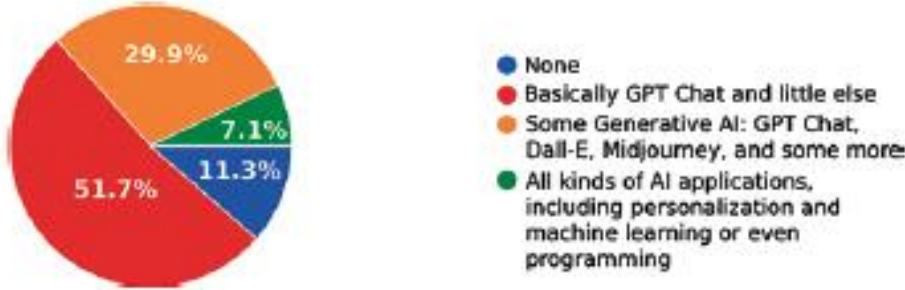 29.9%
7.1%
11.3%
51.7%
None
Basically GPT Chat and little else
Some Generative AI: GPT Chat,
Dall-E, Midjourney, and some more
All kinds of AI applications,
including personalization and
machine learning or even
programming